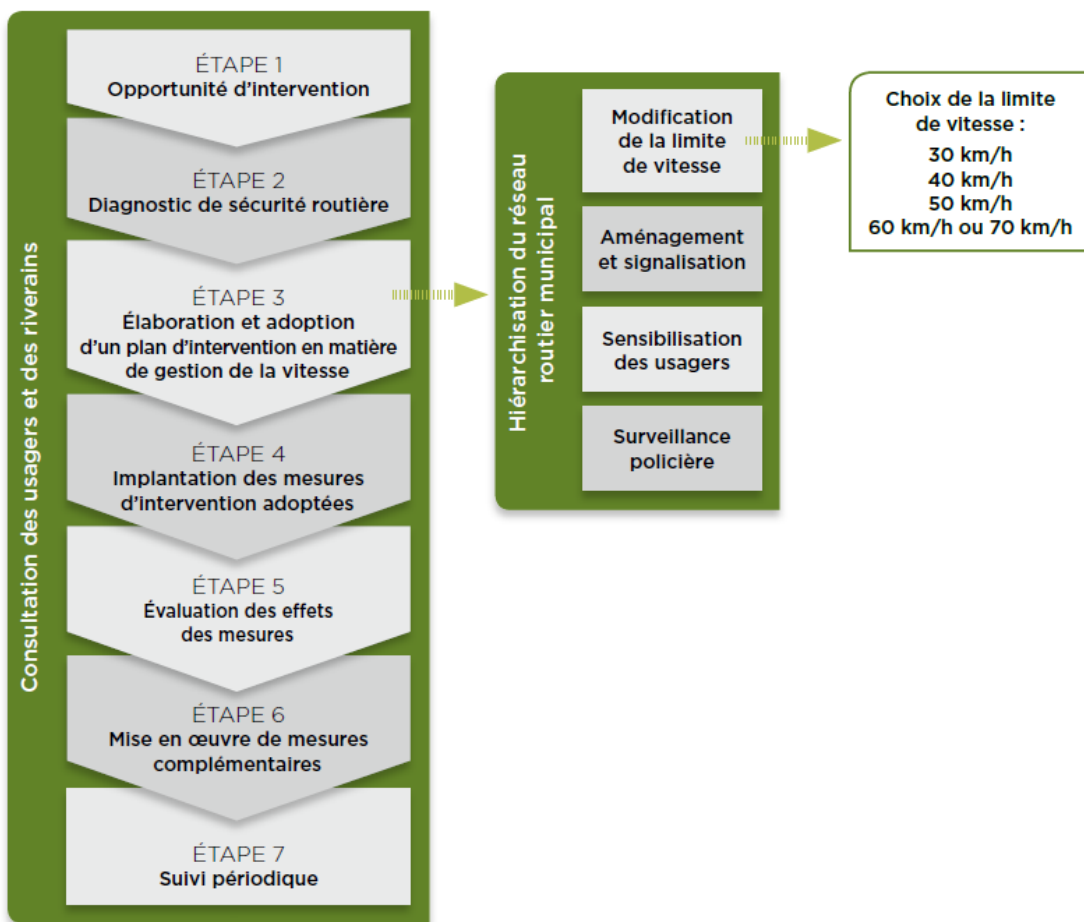 Consultation des usagers et des riverains
ÉTAPE 1
Opportunité d'intervention
ÉTAPE 2
Diagnostic de sécurité routière
ÉTAPE 3
Élaboration et adoption
d'un plan d'intervention en matière
de gestion de la vitesse
ÉTAPE 4
Implantation des mesures
d'intervention adoptées
ÉTAPE 5
Évaluation des effets
des mesures
ÉTAPE 6
Mise en œuvre de mesures
complémentaires
ÉTAPE 7
Suivi périodique
Hiérarchisation du réseau
routier municipal
Modification
de la limite
de vitesse
Aménagement
et signalisation
Sensibilisation
des usagers
Surveillance
policière
Choix de la limite
de vitesse :
30 km/h
40 km/h
50 km/h
60 km/h ou 70 km/h